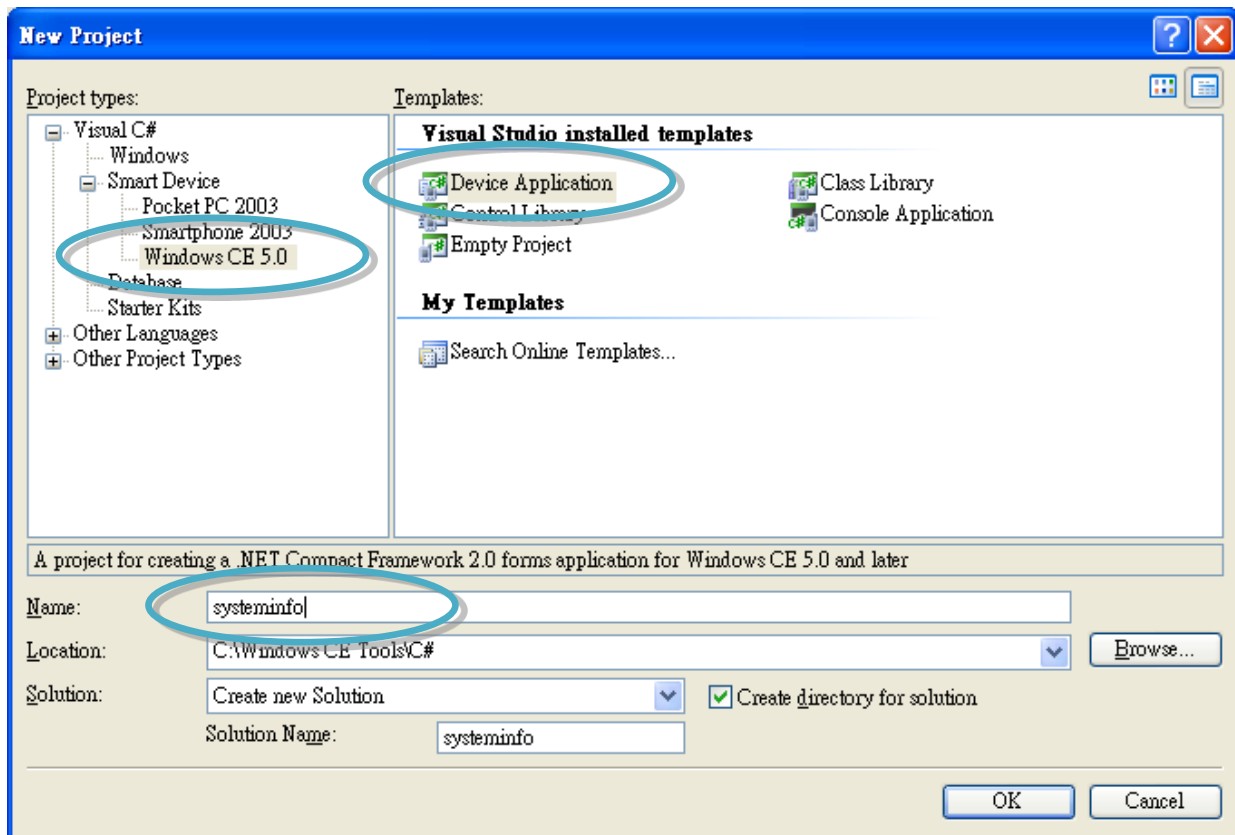 New Project
Project types:
Templates:
Visual C#
Windows
Smart Device
Pocket PC 2003
Smartphone 2003
Windows CE 5.0
Database
Starter Kits
Other Languages
Other Project Types
Visual Studio installed templates
Device Application
Class Library
Control Library
Console Application
Empty Project
My Templates
Search Online Templates...
A project for creating a .NET Compact Framework 2.0 forms application for Windows CE 5.0 and later
Name: systeminfo
Location: C:\Windows CE Tools\C# Browse...
Solution: Create new Solution Create directory for solution
Solution Name: systeminfo
OK Cancel